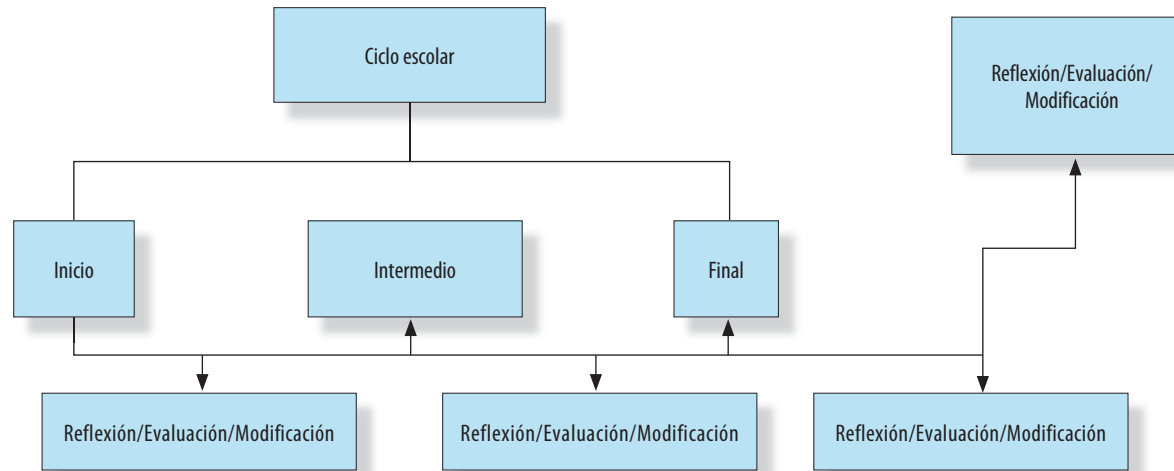 Ciclo escolar
Reflexión/Evaluación/
Modificación
Inicio
Intermedio
Final
Reflexión/Evaluación/Modificación
Reflexión/Evaluación/Modificación
Reflexión/Evaluación/Modificación